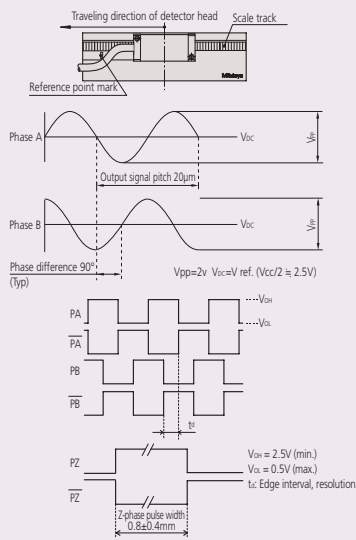 Traveling direction of detector head
Scale track
Mitutoyo
Reference point mark
Phase A
VDC
VPP
Output signal pitch 20μm
Phase B
VDC
VPP
Phase difference 90°
(Typ)
Vpp=2v VDC=V ref. (Vcc/2 ≒ 2.5V)
PA
VOH
PA
VOL
PB
PB
td
PZ
VOH = 2.5V (min.)
VOL = 0.5V (max.)
td: Edge interval, resolution
PZ
Z-phase pulse width
0.8±0.4mm